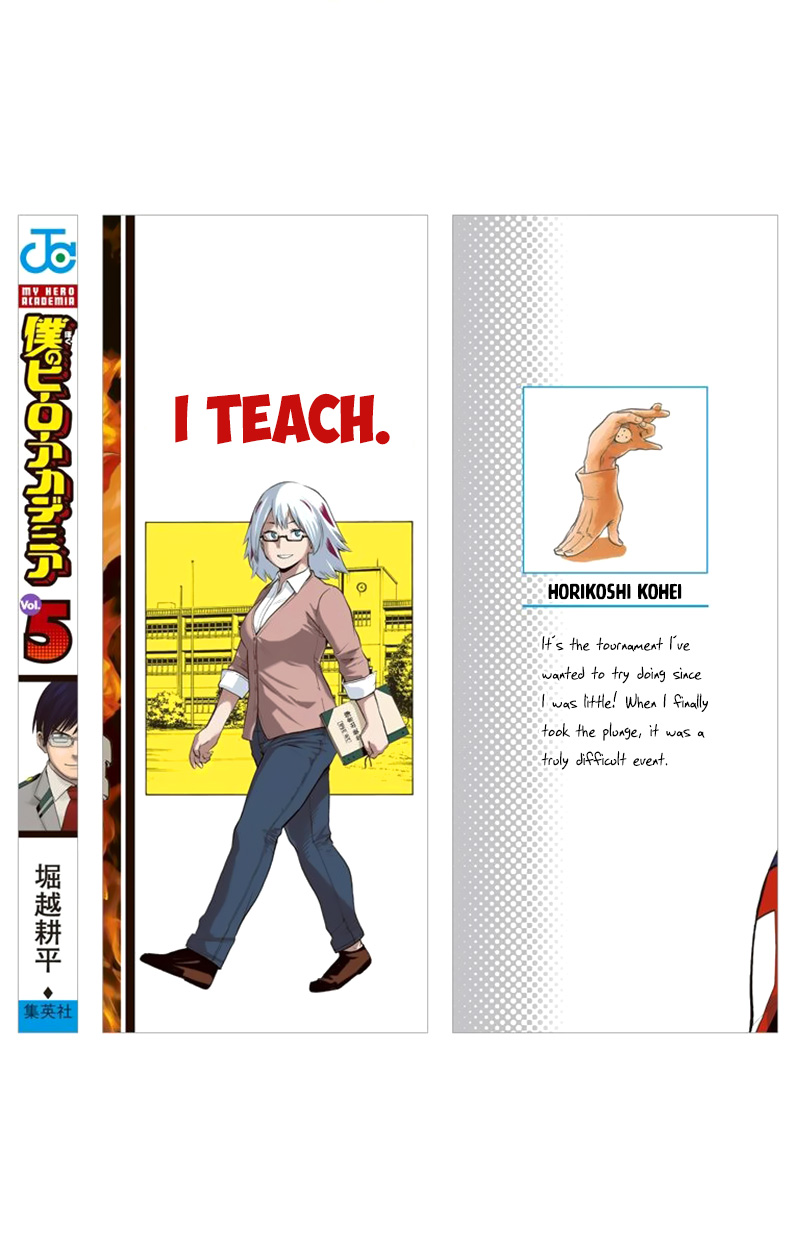 MY HERO
ACADEMIA
僕のヒーローアカデミア
ぼく
Vol.
5
堀越耕平
集英社
I TEACH.
HORIKOSHI KOHEI
It's the tournament I've
wanted to try doing since
I was little! When I finally
took the plunge, it was a
truly difficult event.